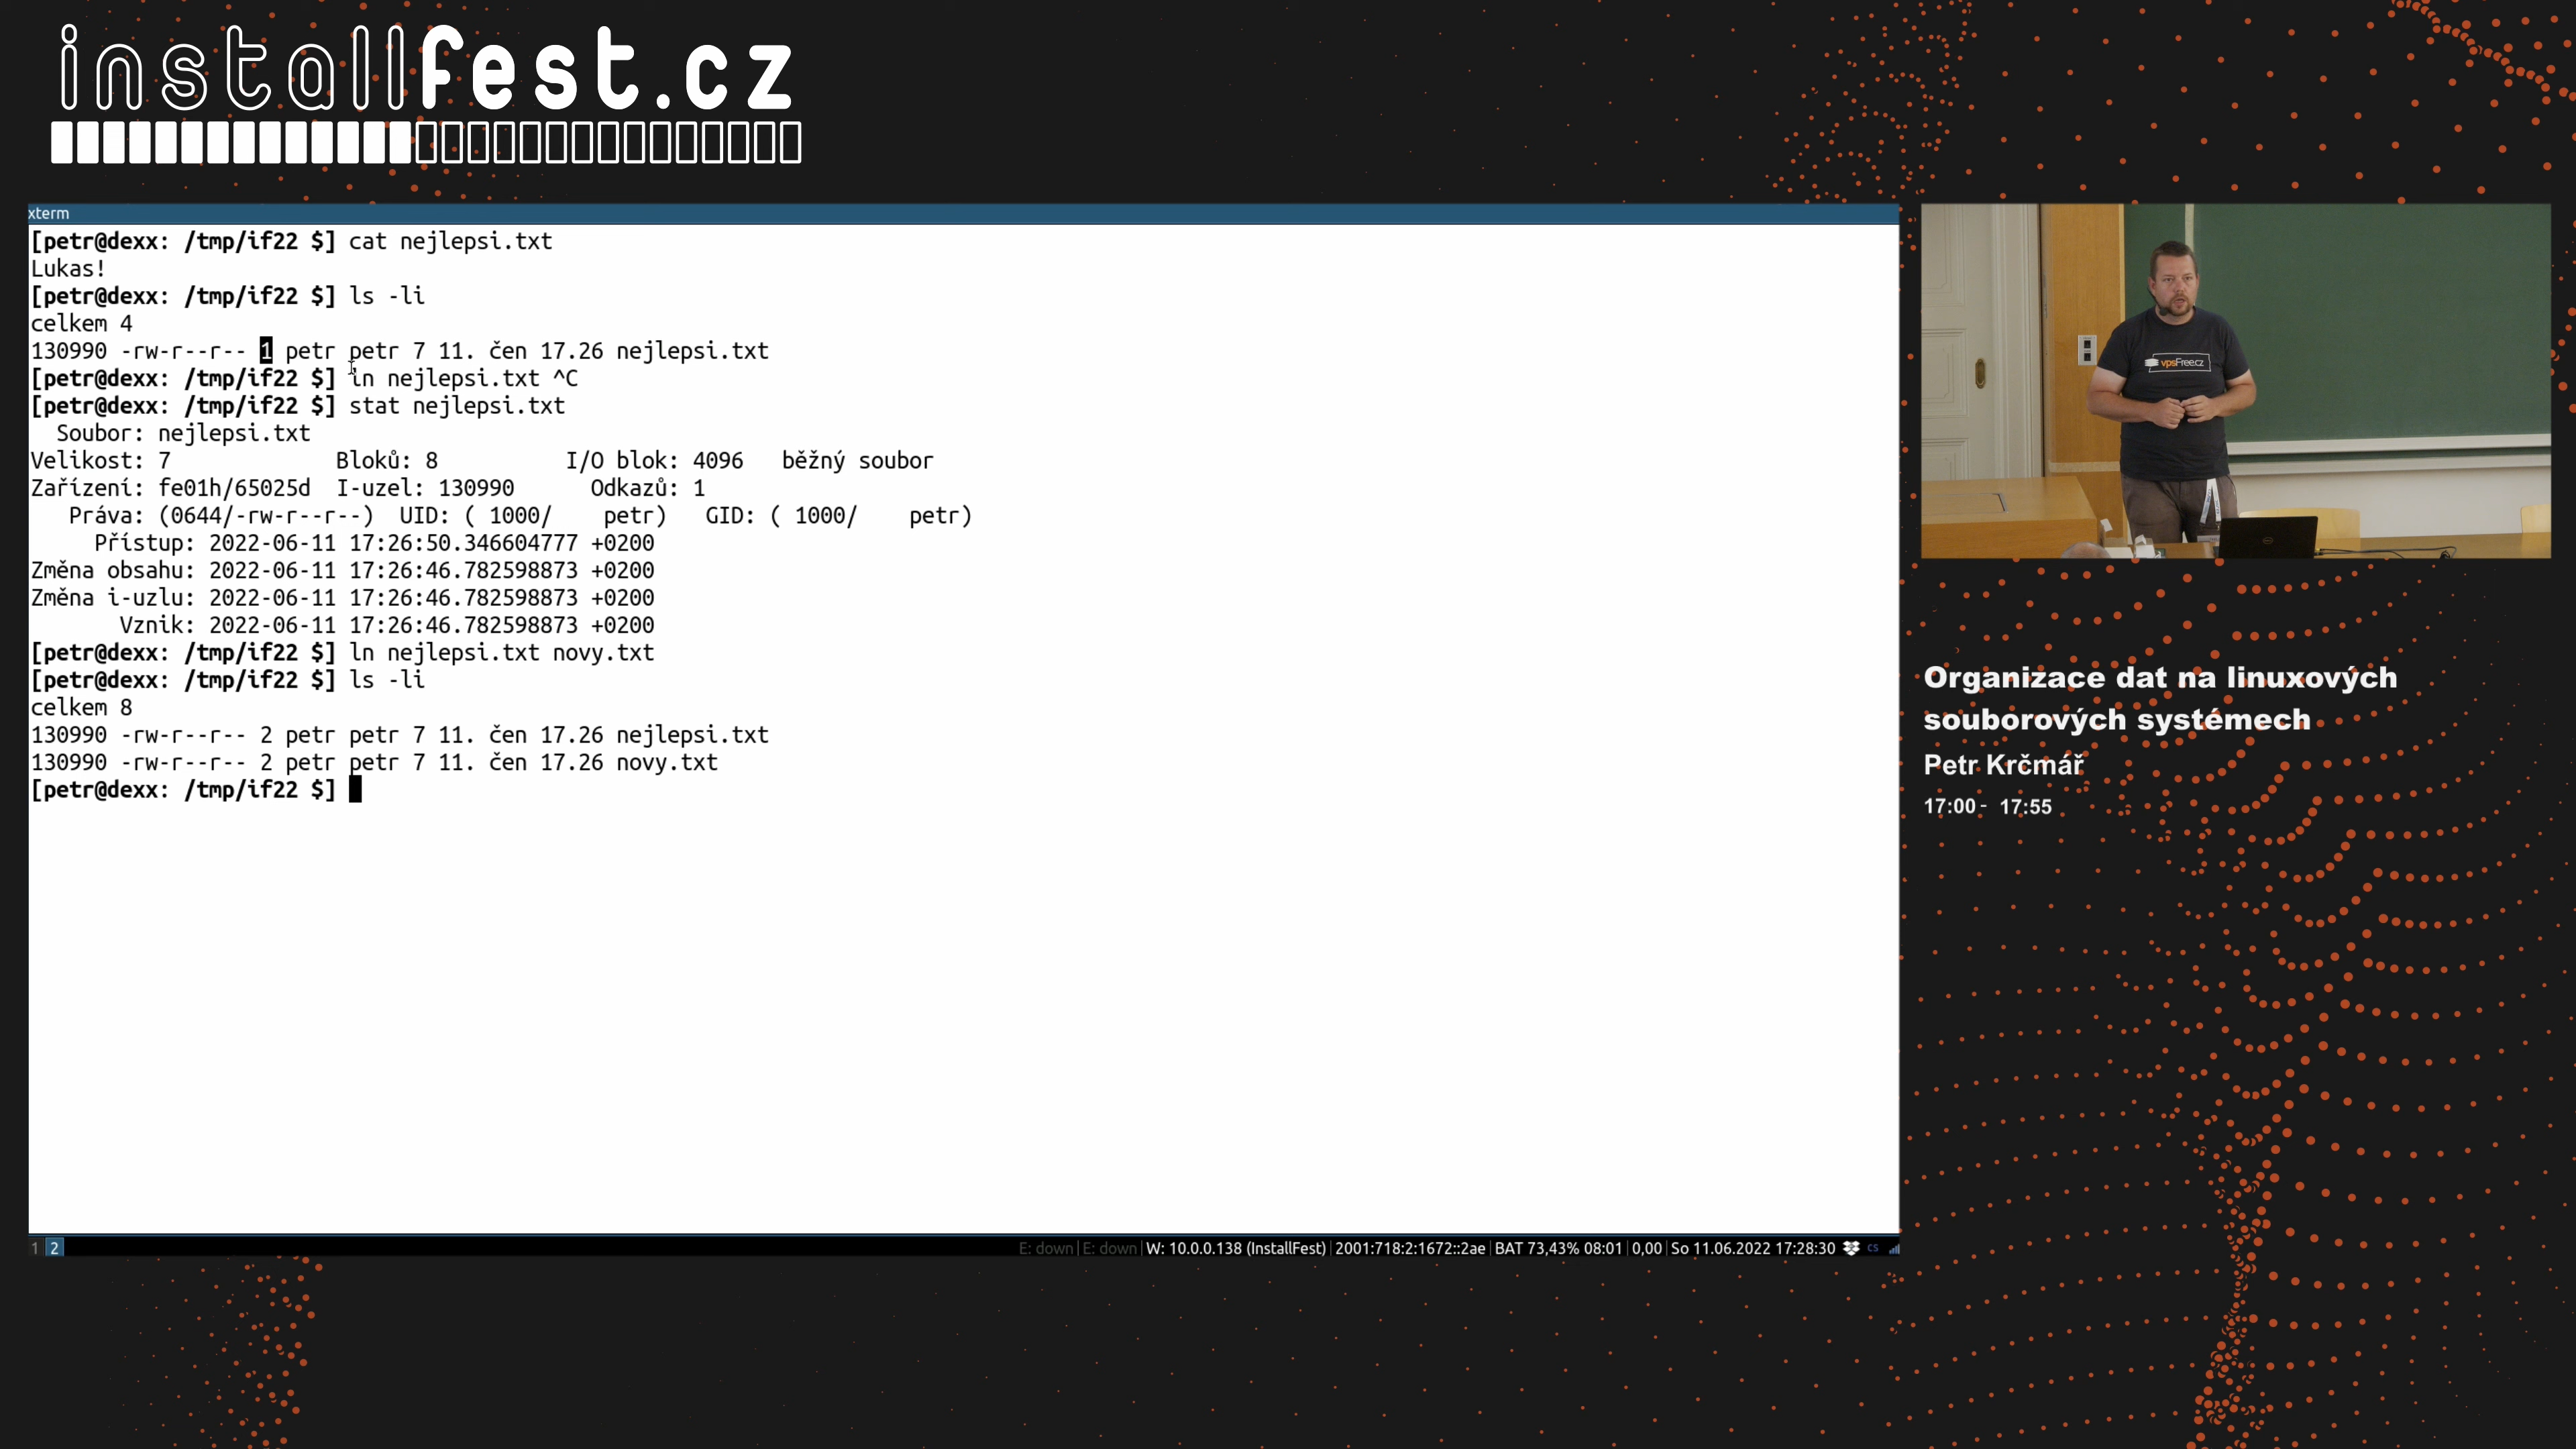 installfest.cz
xterm
[petr@dexx: /tmp/if22 $] cat nejlepsi.txt
Lukas!
[petr@dexx: /tmp/if22 $] ls -li
celkem 4
130990 -rw-r--r-- 1 petr petr 7 11. čen 17.26 nejlepsi.txt
[petr@dexx: /tmp/if22 $] ln nejlepsi.txt ^C
[petr@dexx: /tmp/if22 $] stat nejlepsi.txt
Soubor: nejlepsi.txt
Velikost: 7 Bloků: 8 I/O blok: 4096 běžný soubor
Zařízení: fe01h/65025d I-uzel: 130990 Odkazů: 1
Práva: (0644/-rw-r--r--) UID: ( 1000/ petr) GID: ( 1000/ petr)
Přístup: 2022-06-11 17:26:50.346604777 +0200
Změna obsahu: 2022-06-11 17:26:46.782598873 +0200
Změna i-uzlu: 2022-06-11 17:26:46.782598873 +0200
Vznik: 2022-06-11 17:26:46.782598873 +0200
[petr@dexx: /tmp/if22 $] ln nejlepsi.txt novy.txt
[petr@dexx: /tmp/if22 $] ls -li
celkem 8
130990 -rw-r--r-- 2 petr petr 7 11. čen 17.26 nejlepsi.txt
130990 -rw-r--r-- 2 petr petr 7 11. čen 17.26 novy.txt
[petr@dexx: /tmp/if22 $]
1 2 E: down | E: down | W: 10.0.0.138 (InstallFest) | 2001:718:2:1672::2ae | BAT 73,43% 08:01 | 0,00 | So 11.06.2022 17:28:30 cs
vpsFree.cz
Organizace dat na linuxových
souborových systémech
Petr Krčmář
17:00 - 17:55